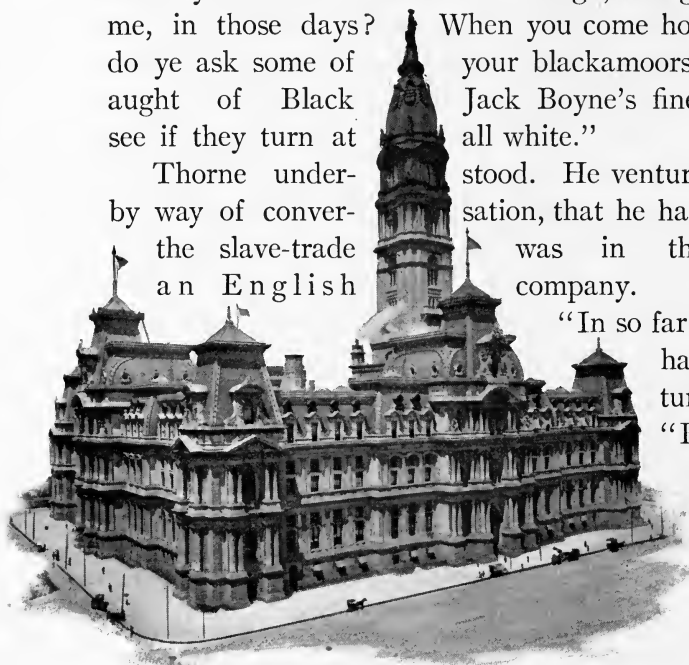 me, in those days? When you come ho
do ye ask some of your blackamoors
aught of Black Jack Boyne's fine
see if they turn at all white.”
Thorne under- stood. He ventur
by way of conver- sation, that he ha
the slave-trade was in th
an English company.
“In so far
ha
tur